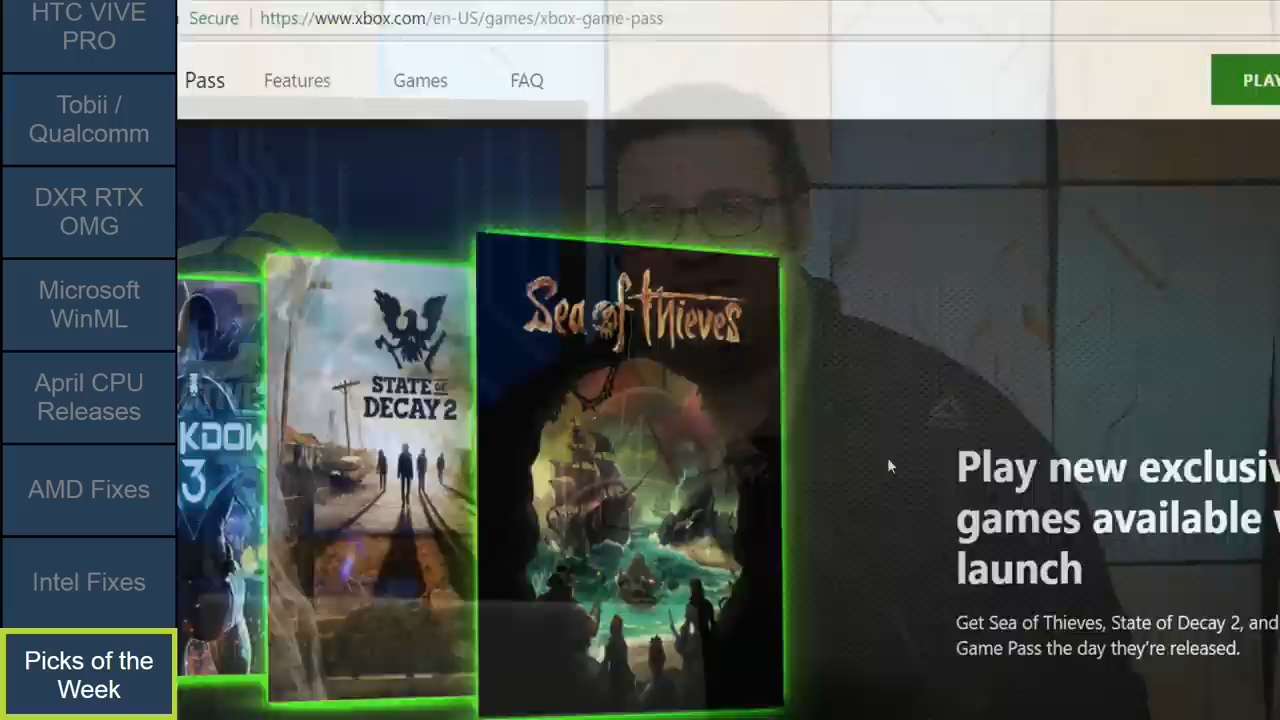 HTC VIVE
PRO
Tobii /
Qualcomm
DXR RTX
OMG
Microsoft
WinML
April CPU
Releases
AMD Fixes
Intel Fixes
Picks of the
Week
Secure https://www.xbox.com/en-US/games/xbox-game-pass
Pass Features Games FAQ
PLAY
KDOW
3
STATE OF
DECAY 2
Sea of Thieves
Play new exclusiv
games available
launch
Get Sea of Thieves, State of Decay 2, and
Game Pass the day they're released.